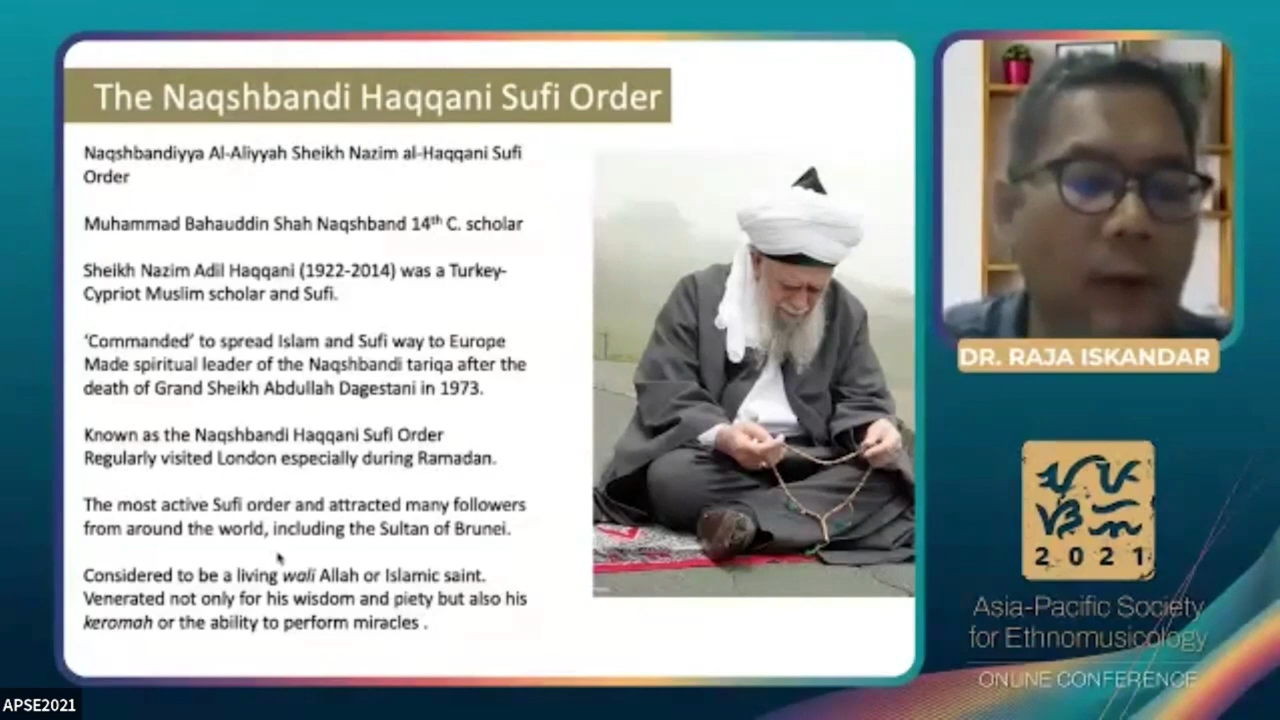 The Naqshbandi Haqqani Sufi Order
Naqshbandiyya Al-Aliyyah Sheikh Nazim al-Haqqani Sufi
Order
Muhammad Bahauddin Shah Naqshband 14th C. scholar
Sheikh Nazim Adil Haqqani (1922-2014) was a Turkey-
Cypriot Muslim scholar and Sufi.
‘Commanded’ to spread Islam and Sufi way to Europe
Made spiritual leader of the Naqshbandi tariqa after the
death of Grand Sheikh Abdullah Dagestani in 1973.
Known as the Naqshbandi Haqqani Sufi Order
Regularly visited London especially during Ramadan.
The most active Sufi order and attracted many followers
from around the world, including the Sultan of Brunei.
Considered to be a living wali Allah or Islamic saint.
Venerated not only for his wisdom and piety but also his
keromah or the ability to perform miracles .
DR. RAJA ISKANDAR
2021
Asia-Pacific Society
for Ethnomusicology
ONLINE CONFERENCE
APSE2021